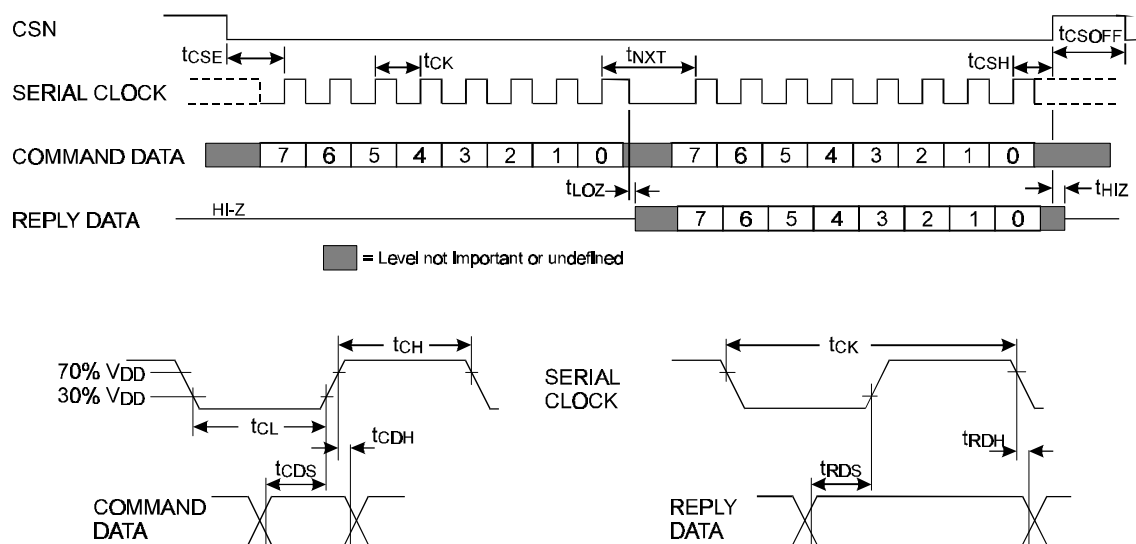 CSN
tCSOFF
tCSE
tCK
tNXT
tCSH
SERIAL CLOCK
COMMAND DATA 7 6 5 4 3 2 1 0 7 6 5 4 3 2 1 0
tLOZ
tHIZ
REPLY DATA HI-Z 7 6 5 4 3 2 1 0
= Level not important or undefined
tCH
70% VDD
30% VDD
tCL
tCDH
tCDS
COMMAND
DATA
tCK
SERIAL
CLOCK
tRDH
tRDS
REPLY
DATA